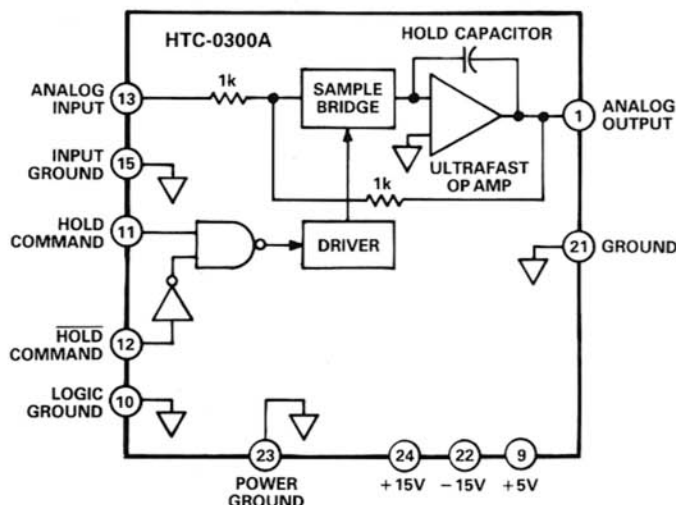 HTC-0300A
HOLD CAPACITOR
ANALOG
INPUT
13
1k
SAMPLE
BRIDGE
1
ANALOG
OUTPUT
INPUT
GROUND
15
ULTRAFAST
OP AMP
1k
HOLD
COMMAND
11
DRIVER
21
GROUND
HOLD
COMMAND
12
LOGIC
GROUND
10
23
POWER
GROUND
24
+15V
22
−15V
9
+5V